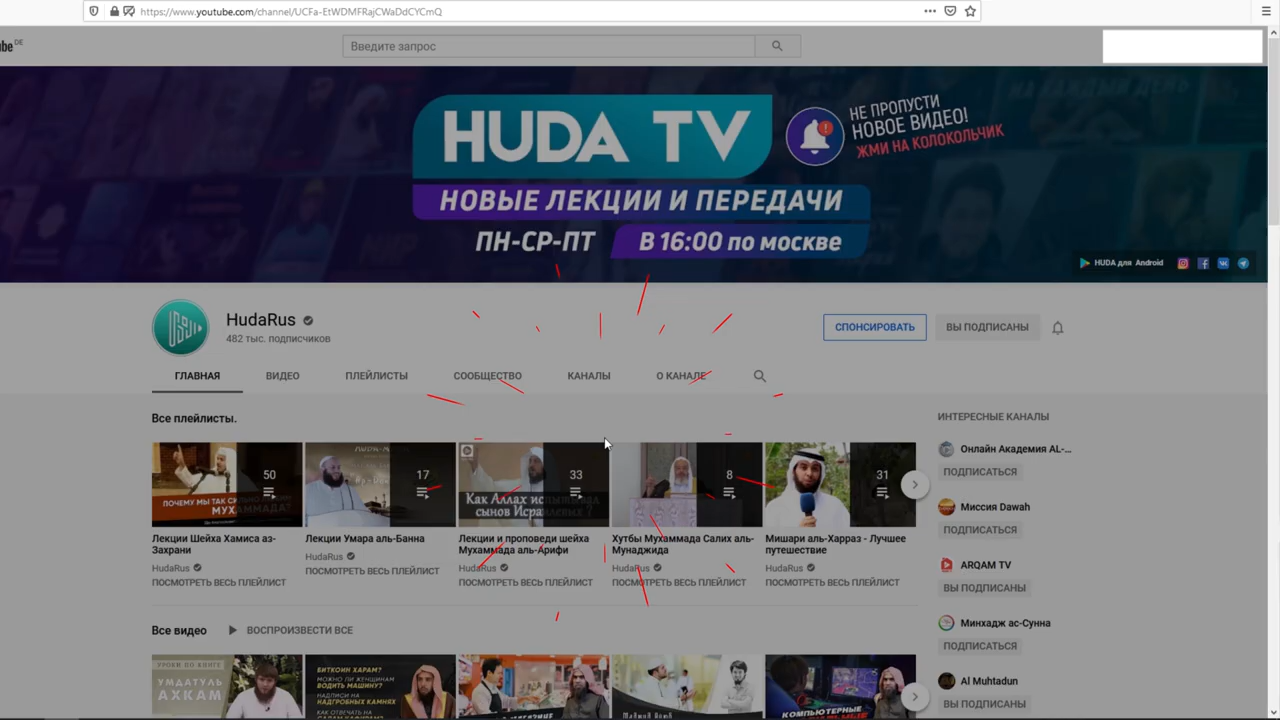 https://www.youtube.com/channel/UCFa-EtWDMFRajCWaDdCYCmQ
DE
Введите запрос
HUDA TV
НЕ ПРОПУСТИ
НОВОЕ ВИДЕО!
ЖМИ НА КОЛОКОЛЬЧИК
НОВЫЕ ЛЕКЦИИ И ПЕРЕДАЧИ
ПН-СР-ПТ
В 16:00 по москве
HUDA для Android
HudaRus
482 тыс. подписчиков
СПОНСИРОВАТЬ
ВЫ ПОДПИСАНЫ
ГЛАВНАЯ
ВИДЕО
ПЛЕЙЛИСТЫ
СООБЩЕСТВО
КАНАЛЫ
О КАНАЛЕ
Все плейлисты.
50
17
33
8
31
Как Аллах испытывал
сынов Исраилевых ?
Лекции Шейха Хамиса аз-
Захрани
HudaRus
ПОСМОТРЕТЬ ВЕСЬ ПЛЕЙЛИСТ
Лекции Умара аль-Банна
HudaRus
ПОСМОТРЕТЬ ВЕСЬ ПЛЕЙЛИСТ
Лекции и проповеди шейха
Мухаммада аль-Арифи
HudaRus
ПОСМОТРЕТЬ ВЕСЬ ПЛЕЙЛИСТ
Хутбы Мухаммада Салих аль-
Мунаджида
HudaRus
ПОСМОТРЕТЬ ВЕСЬ ПЛЕЙЛИСТ
Мишари аль-Харраз - Лучшее
путешествие
HudaRus
ПОСМОТРЕТЬ ВЕСЬ ПЛЕЙЛИСТ
ИНТЕРЕСНЫЕ КАНАЛЫ
Онлайн Академия AL-...
ПОДПИСАТЬСЯ
Миссия Dawah
ПОДПИСАТЬСЯ
ARQAM TV
ВЫ ПОДПИСАНЫ
Минхадж ас-Сунна
ПОДПИСАТЬСЯ
Al Muhtadun
ВЫ ПОДПИСАНЫ
Все видео
ВОСПРОИЗВЕСТИ ВСЕ
УРОКИ ПО КНИГЕ
УМДАТУЛЬ
АХКАМ
БИТКОИН ХАРАМ?
МОЖНО ЛИ ЖЕНЩИНАМ
ВОДИТЬ МАШИНУ?
НАДПИСИ НА
НАДГРОБНЫХ КАМНЯХ
КОМПЬЮТЕРНЫЕ